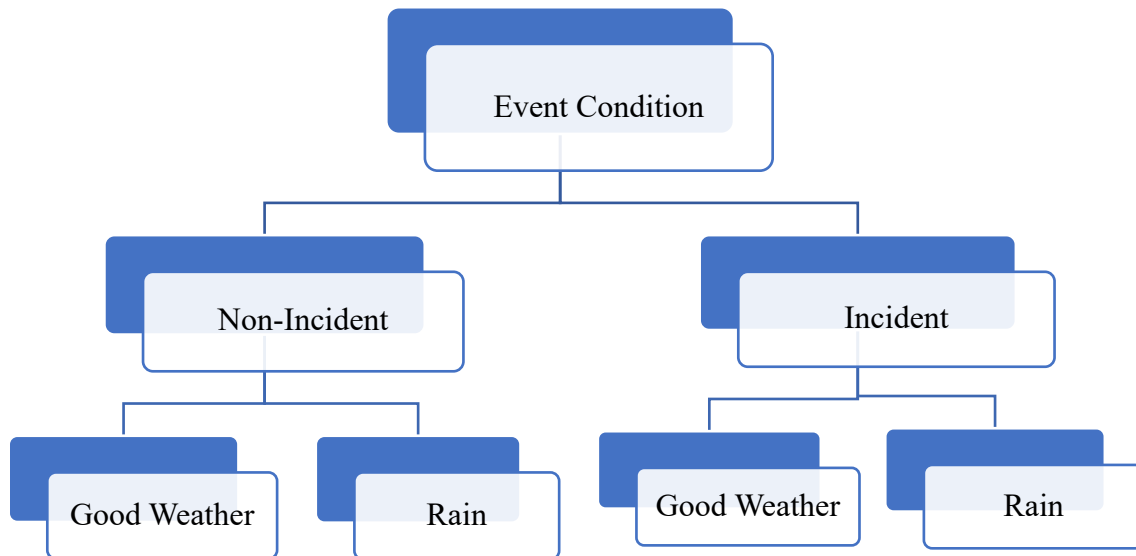 Event Condition
Non-Incident
Incident
Good Weather
Rain
Good Weather
Rain